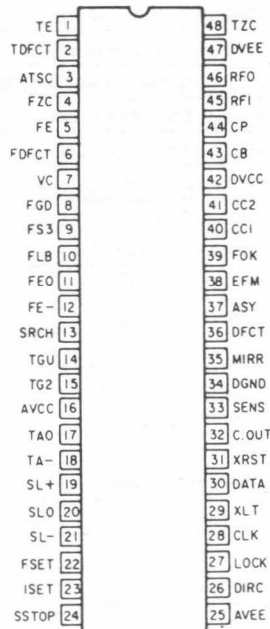 TE 1 48 TZC
TDFCT 2 47 DVEE
ATSC 3 46 RFO
FZC 4 45 RFI
FE 5 44 CP
FDFCT 6 43 CB
VC 7 42 DVCC
FGD 8 41 CC2
FS3 9 40 CC1
FLB 10 39 FOK
FEO 11 38 EFM
FE- 12 37 ASY
SRCH 13 36 DFCT
TGU 14 35 MIRR
TG2 15 34 DGND
AVCC 16 33 SENS
TAO 17 32 C.OUT
TA- 18 31 XRST
SL+ 19 30 DATA
SLO 20 29 XLT
SL- 21 28 CLK
FSET 22 27 LOCK
ISET 23 26 DIRC
SSTOP 24 25 AVEE